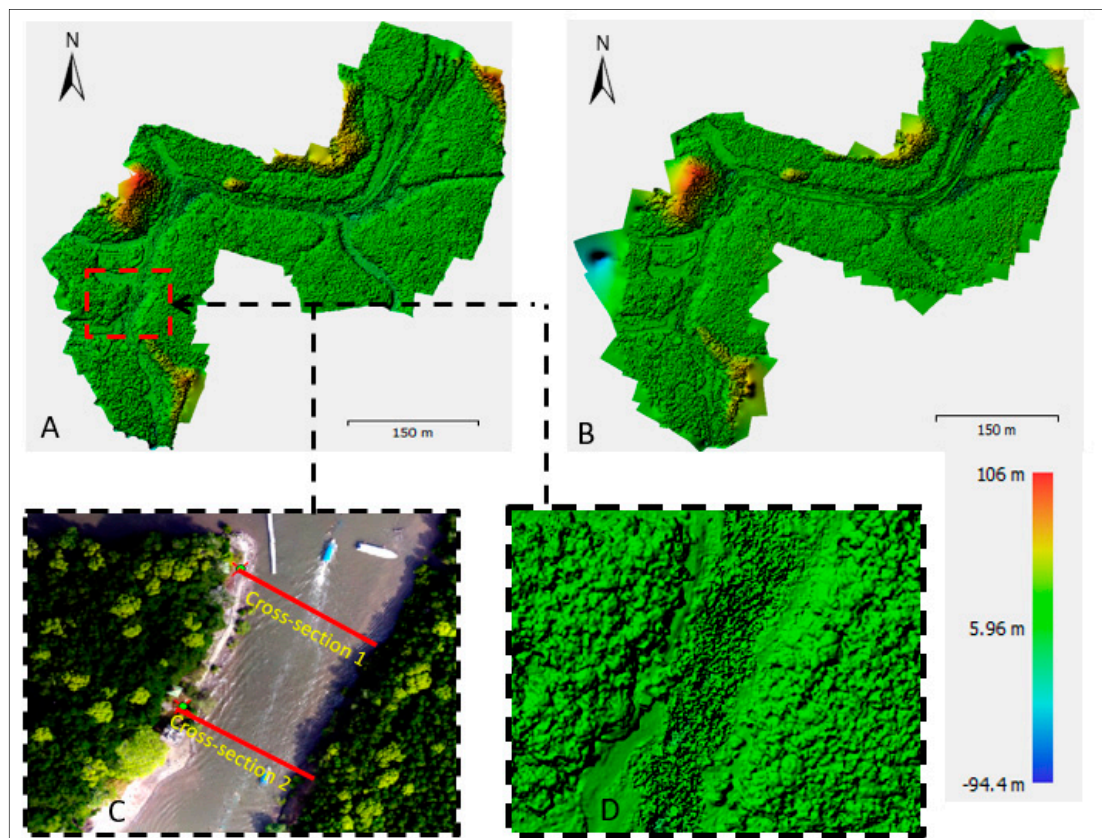 N
N
A
150 m
B
150 m
106 m
5.96 m
-94.4 m
Cross-section 1
Cross-section 2
C
D